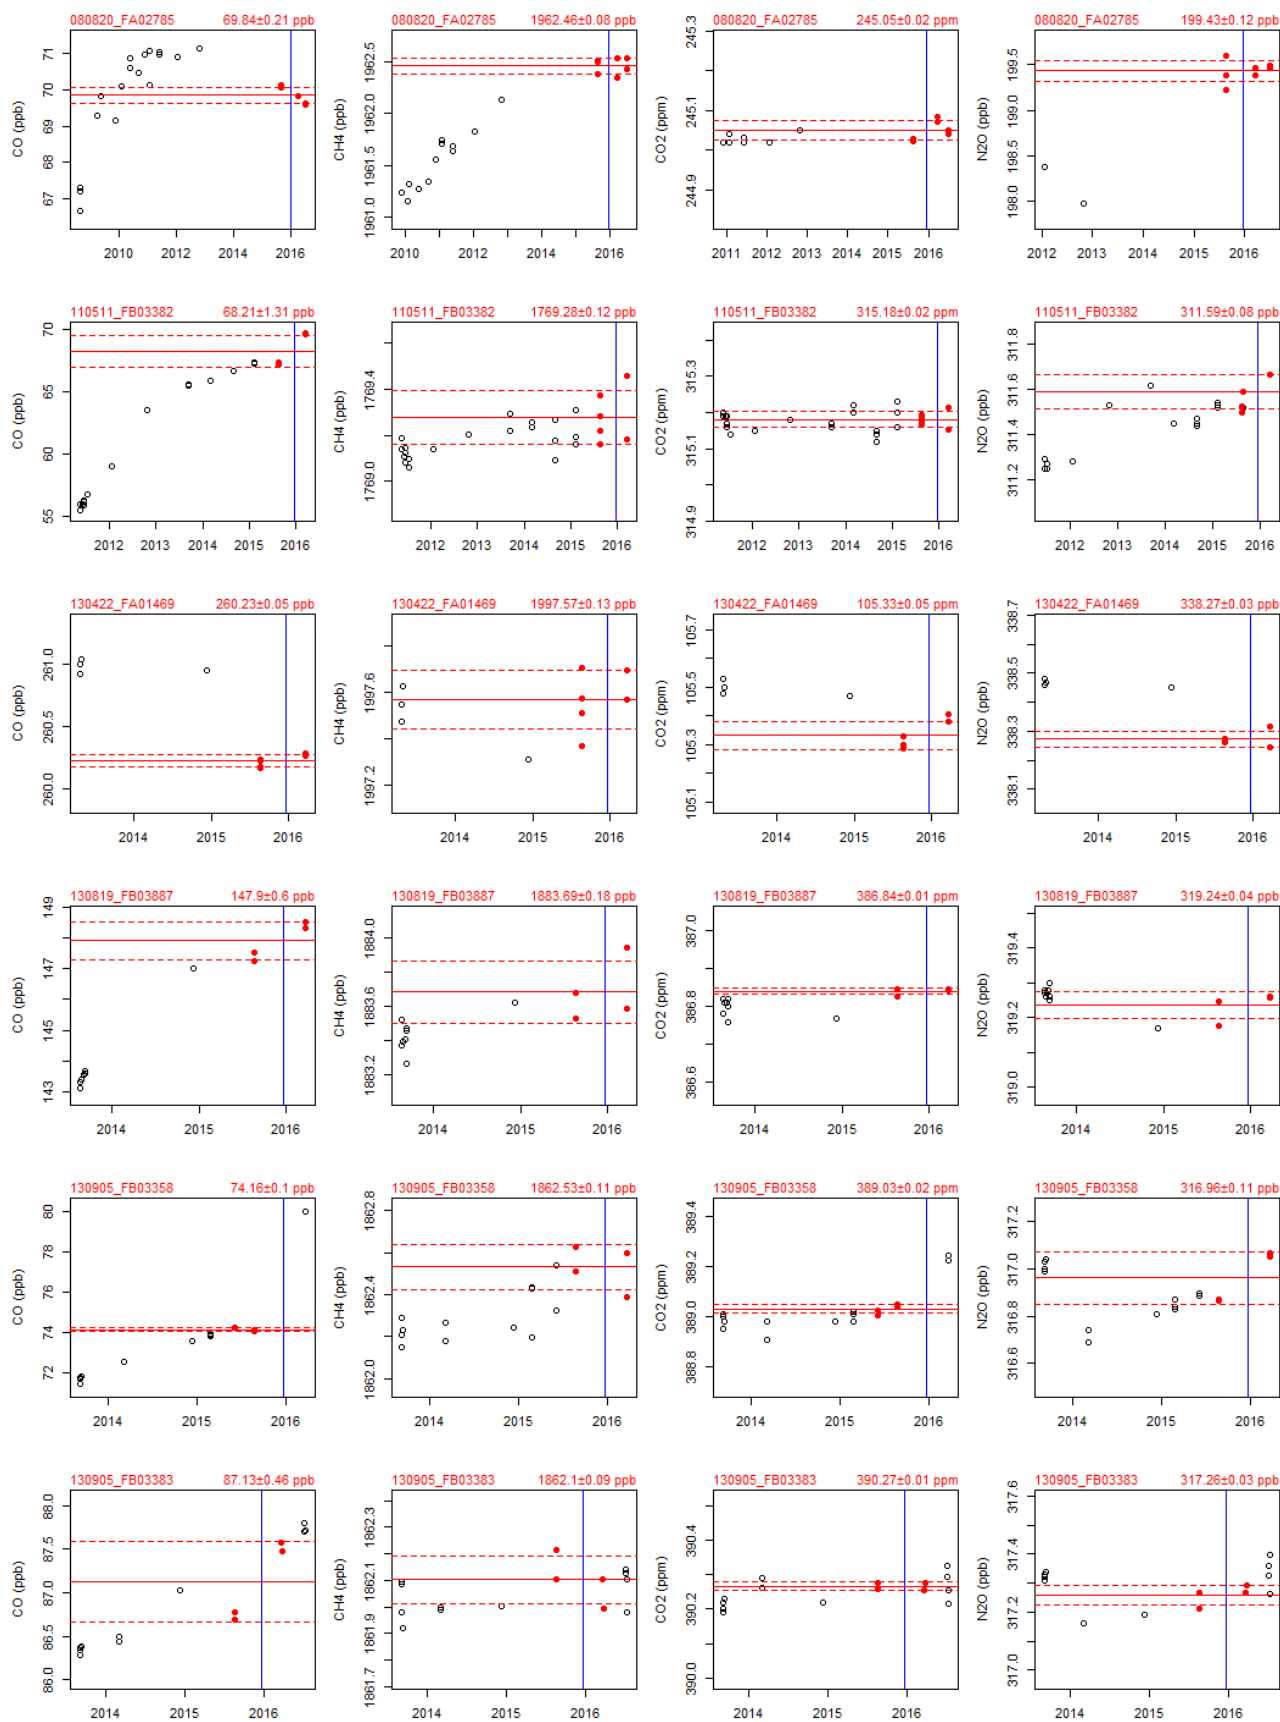 080820_FA02785 69.84±0.21 ppb
CO (ppb)
67 68 69 70 71
2010 2012 2014 2016
080820_FA02785 1962.46±0.08 ppb
CH4 (ppb)
1961.0 1961.5 1962.0 1962.5
2010 2012 2014 2016
080820_FA02785 245.05±0.02 ppm
CO2 (ppm)
244.9 245.1 245.3
2011 2012 2013 2015 2016
080820_FA02785 199.43±0.12 ppb
N2O (ppb)
198.0 198.5 199.0 199.5
2012 2013 2015 2016
110511_FB03382 68.21±1.31 ppb
CO (ppb)
55 60 65 70
2012 2013 2014 2015 2016
110511_FB03382 1769.28±0.12 ppb
CH4 (ppb)
1769.0 1769.4
2012 2013 2014 2015 2016
110511_FB03382 315.18±0.02 ppm
CO2 (ppm)
314.9 315.1 315.3
2012 2013 2014 2015 2016
110511_FB03382 311.59±0.08 ppb
N2O (ppb)
311.2 311.4 311.6 311.8
2012 2014 2015 2016
130422_FA01469 260.23±0.05 ppb
CO (ppb)
260.0 260.5 261.0
2014 2015 2016
130422_FA01469 1997.57±0.13 ppb
CH4 (ppb)
1997.2 1997.6
2014 2015 2016
130422_FA01469 105.33±0.05 ppm
CO2 (ppm)
105.1 105.3 105.5 105.7
2014 2015 2016
130422_FA01469 338.27±0.03 ppb
N2O (ppb)
338.1 338.3 338.5 338.7
2014 2015 2016
130819_FB03887 147.9±0.6 ppb
CO (ppb)
143 145 147 149
2014 2015 2016
130819_FB03887 1883.69±0.18 ppb
CH4 (ppb)
1883.2 1883.6 1884.0
2014 2015 2016
130819_FB03887 386.84±0.01 ppm
CO2 (ppm)
386.6 386.8 387.0
2014 2015 2016
130819_FB03887 319.24±0.04 ppb
N2O (ppb)
319.0 319.2 319.4
2014 2015 2016
130905_FB03358 74.16±0.1 ppb
CO (ppb)
72 74 76 78 80
2014 2015 2016
130905_FB03358 1862.53±0.11 ppb
CH4 (ppb)
1862.0 1862.4 1862.8
2014 2015 2016
130905_FB03358 389.03±0.02 ppm
CO2 (ppm)
388.8 389.0 389.2 389.4
2014 2015 2016
130905_FB03358 316.96±0.11 ppb
N2O (ppb)
316.6 316.8 317.0 317.2
2014 2015 2016
130905_FB03383 87.13±0.46 ppb
CO (ppb)
86.0 86.5 87.0 87.5 88.0
2014 2015 2016
130905_FB03383 1862.1±0.09 ppb
CH4 (ppb)
1861.7 1861.9 1862.1 1862.3
2014 2015 2016
130905_FB03383 390.27±0.01 ppm
CO2 (ppm)
390.0 390.2 390.4
2014 2015 2016
130905_FB03383 317.26±0.03 ppb
N2O (ppb)
317.0 317.2 317.4 317.6
2014 2015 2016